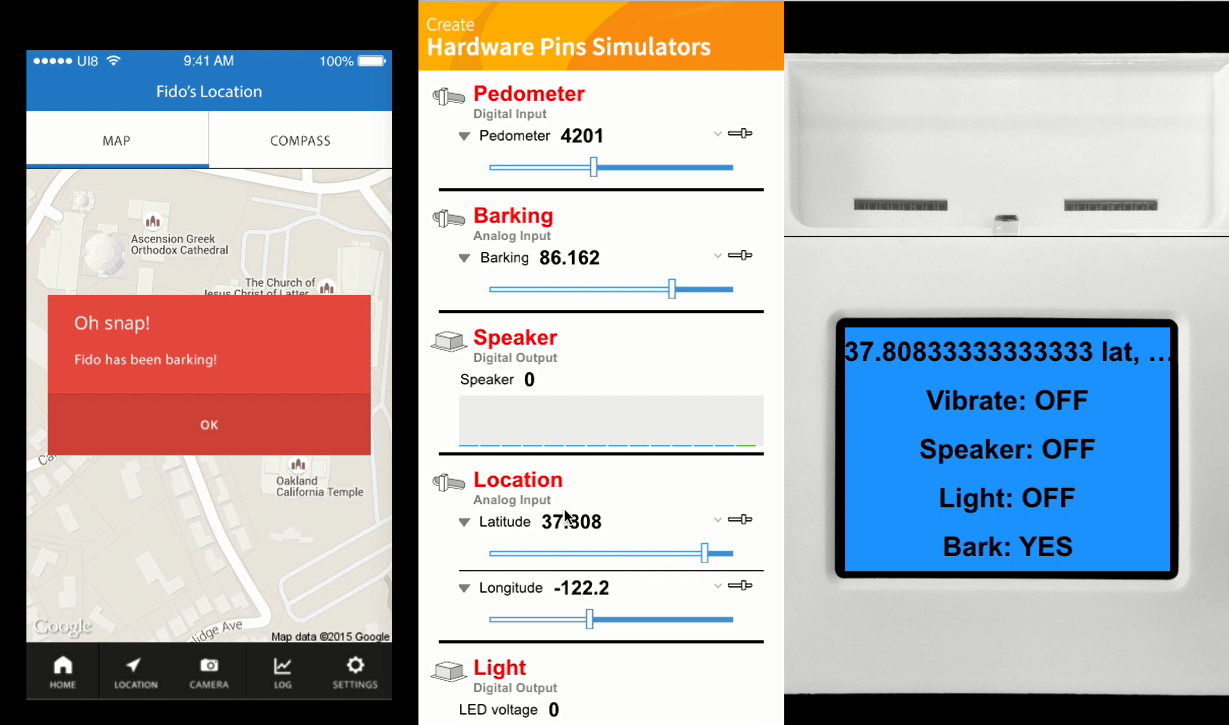 UI8 9:41 AM 100%
Fido's Location
MAP COMPASS
Ascension Greek
Orthodox Cathedral
The Church of
Jesus Christ of Latter
Oh snap!
Fido has been barking!
OK
Oakland
California Temple
Google
Map data ©2015 Google
HOME LOCATION CAMERA LOG SETTINGS
Create
Hardware Pins Simulators
Pedometer
Digital Input
Pedometer 4201
Barking
Analog Input
Barking 86.162
Speaker
Digital Output
Speaker 0
Location
Analog Input
Latitude 37.808
Longitude -122.2
Light
Digital Output
LED voltage 0
37.80833333333333 lat, ...
Vibrate: OFF
Speaker: OFF
Light: OFF
Bark: YES